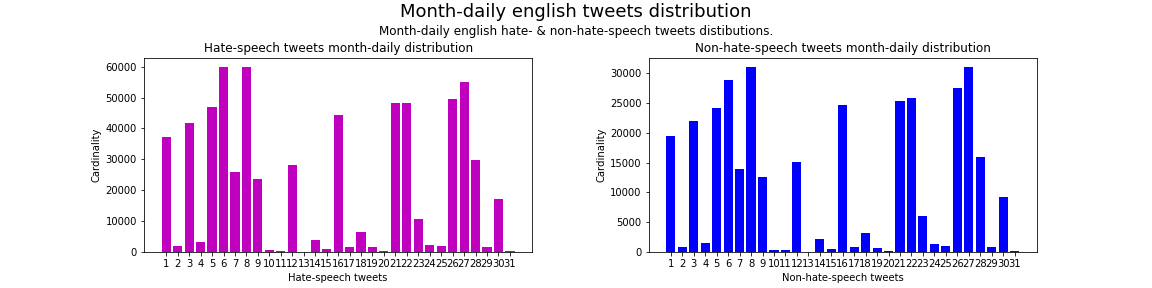 Month-daily english tweets distribution
Month-daily english hate- & non-hate-speech tweets distibutions.
Hate-speech tweets month-daily distribution
60000
50000
40000
30000
20000
10000
0
Cardinality
1 2 3 4 5 6 7 8 9 10 11 12 13 14 15 16 17 18 19 20 21 22 23 24 25 26 27 28 29 30 31
Hate-speech tweets
Non-hate-speech tweets month-daily distribution
30000
25000
20000
15000
10000
5000
0
Cardinality
1 2 3 4 5 6 7 8 9 10 11 12 13 14 15 16 17 18 19 20 21 22 23 24 25 26 27 28 29 30 31
Non-hate-speech tweets